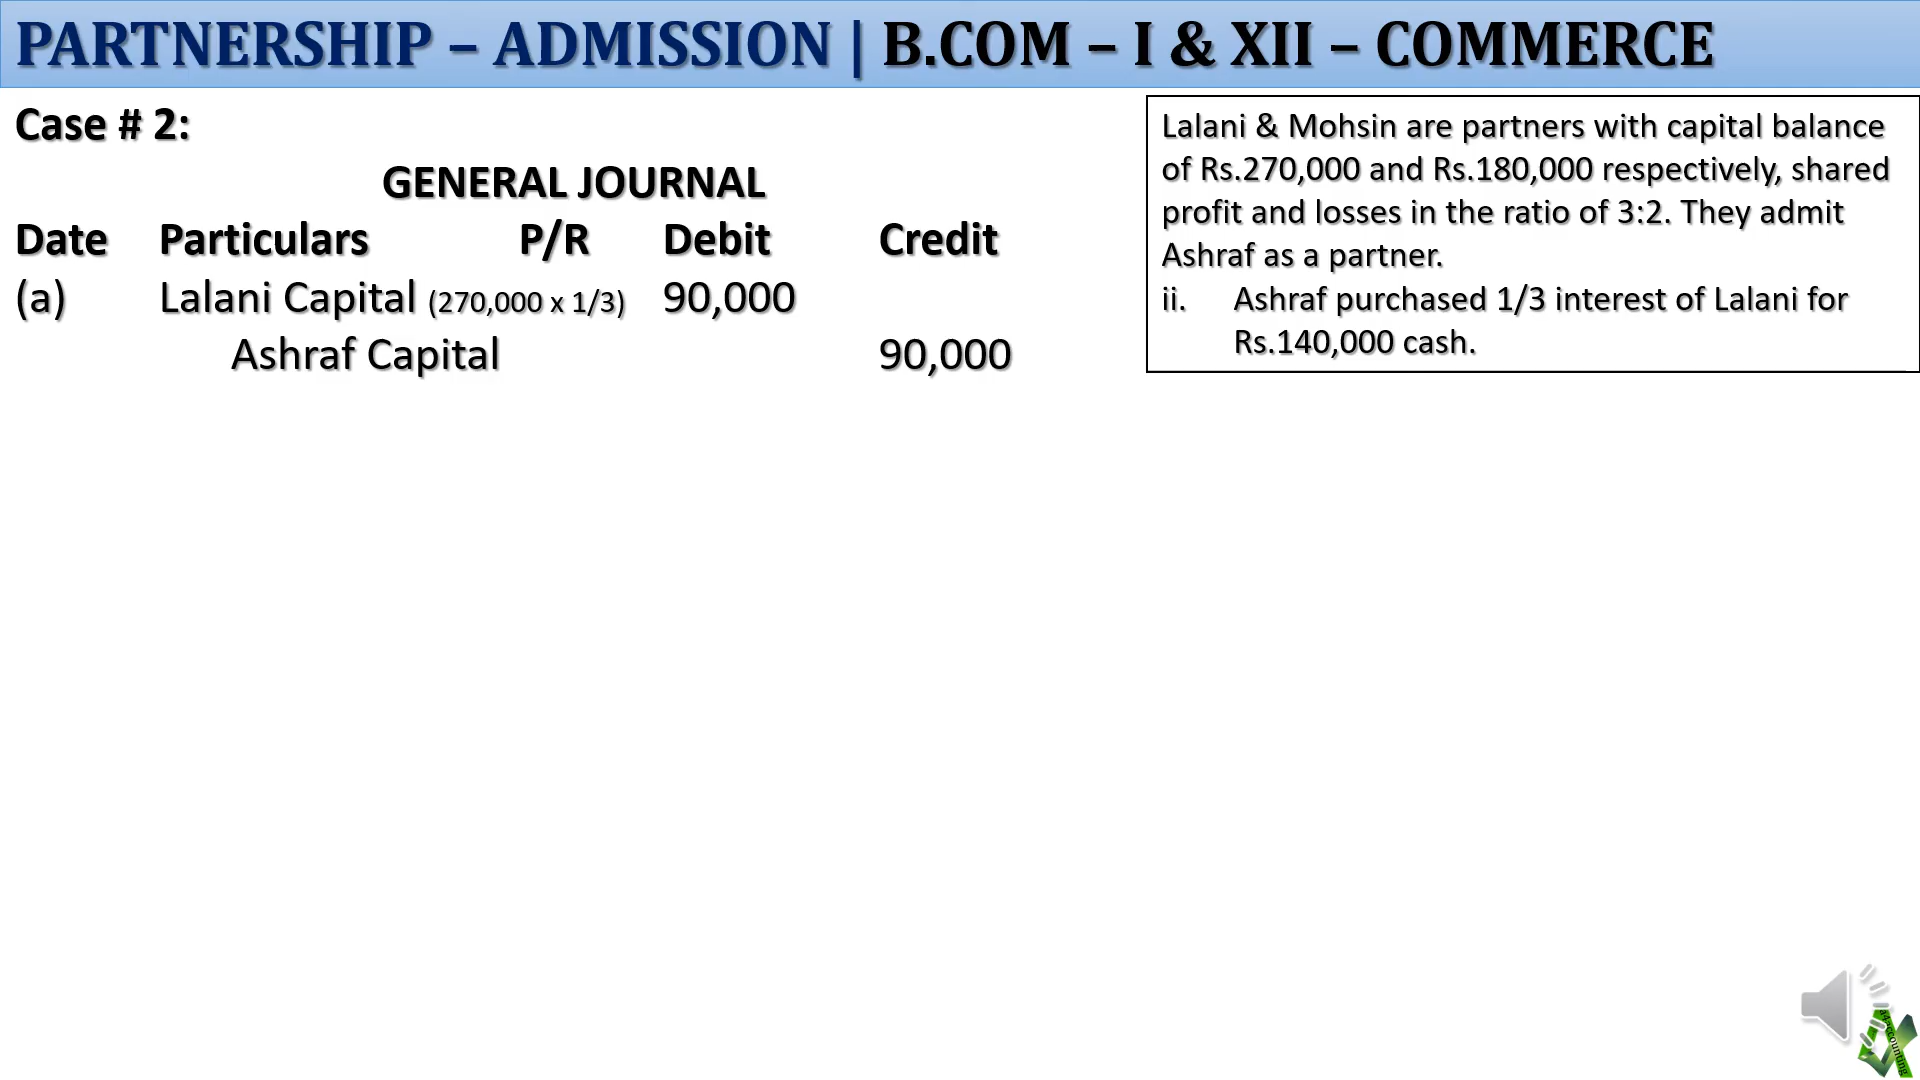 PARTNERSHIP – ADMISSION | B.COM – I & XII – COMMERCE
Case # 2:
GENERAL JOURNAL
Date Particulars P/R Debit Credit
(a) Lalani Capital (270,000 x 1/3) 90,000
Ashraf Capital 90,000
Lalani & Mohsin are partners with capital balance
of Rs.270,000 and Rs.180,000 respectively, shared
profit and losses in the ratio of 3:2. They admit
Ashraf as a partner.
ii. Ashraf purchased 1/3 interest of Lalani for
Rs.140,000 cash.
a4accounting